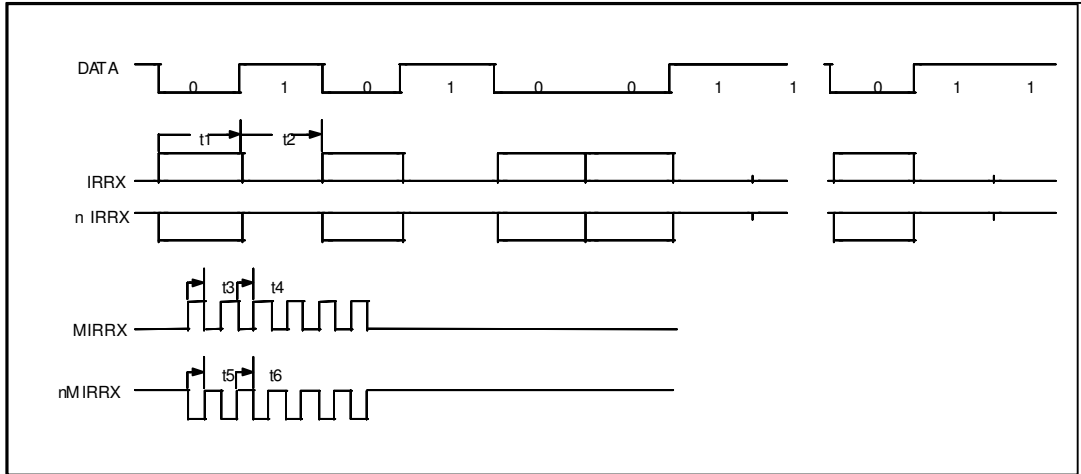 DATA
0 1 0 1 0 0 1 1 0 1 1
t1 t2
IRRX
n IRRX
t3 t4
MIRRX
t5 t6
nMIRRX